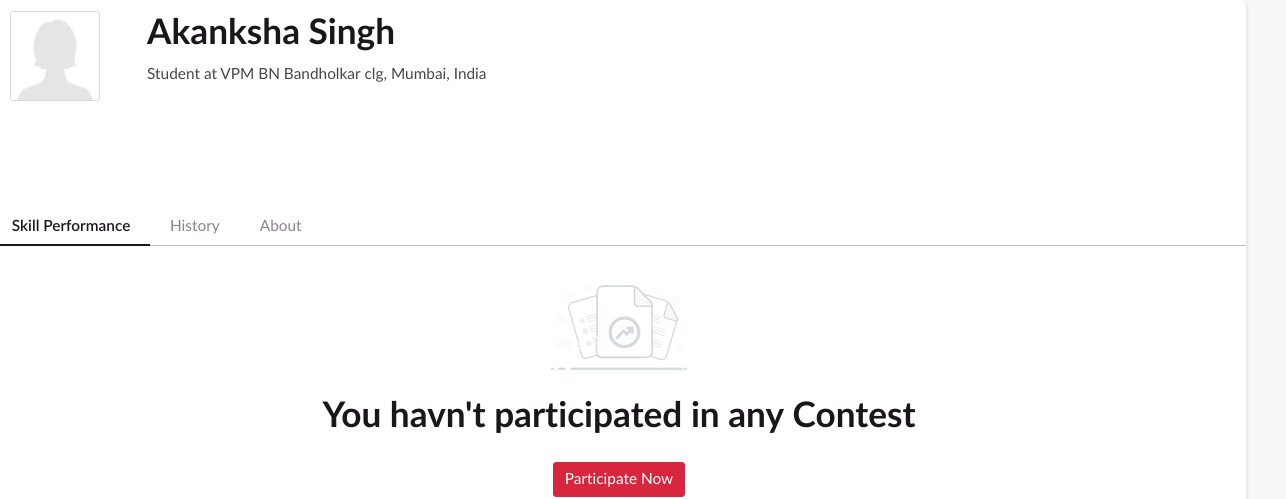 Akanksha Singh
Student at VPM BN Bandholkar clg, Mumbai, India
Skill Performance
History
About
You havn't participated in any Contest
Participate Now